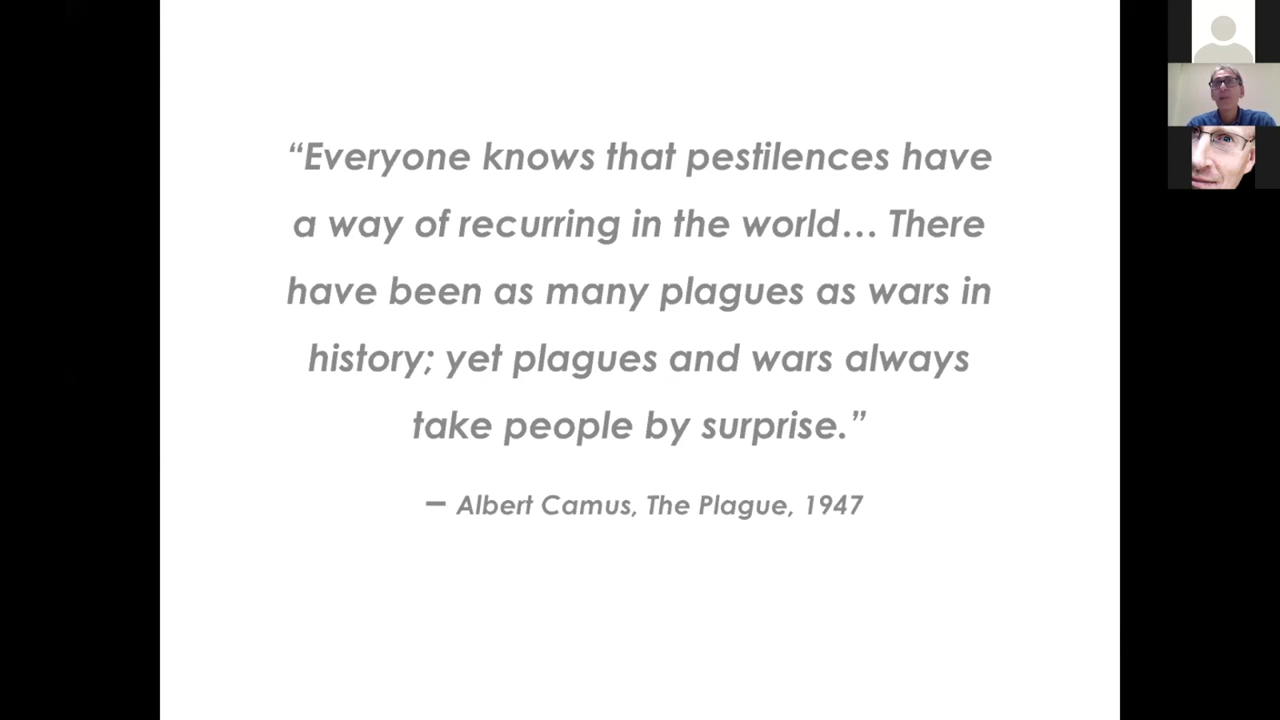 “Everyone knows that pestilences have
a way of recurring in the world… There
have been as many plagues as wars in
history; yet plagues and wars always
take people by surprise.”
– Albert Camus, The Plague, 1947